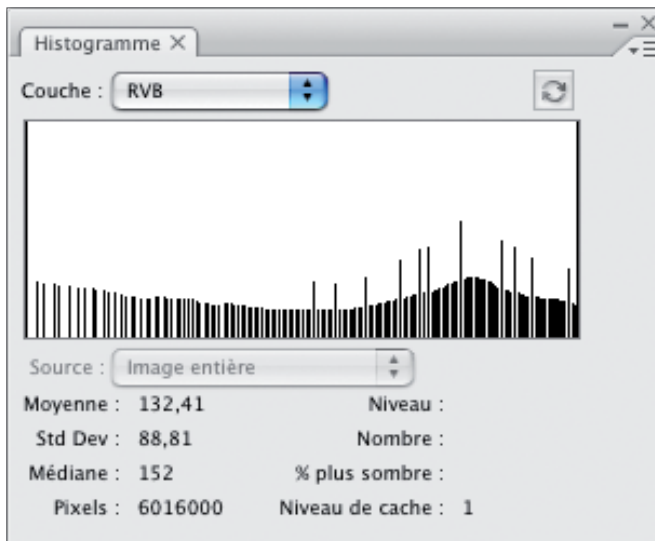 Histogramme
Couche : RVB
Source : Image entière
Moyenne : 132,41 Niveau :
Std Dev : 88,81 Nombre :
Médiane : 152 % plus sombre :
Pixels : 6016000 Niveau de cache : 1